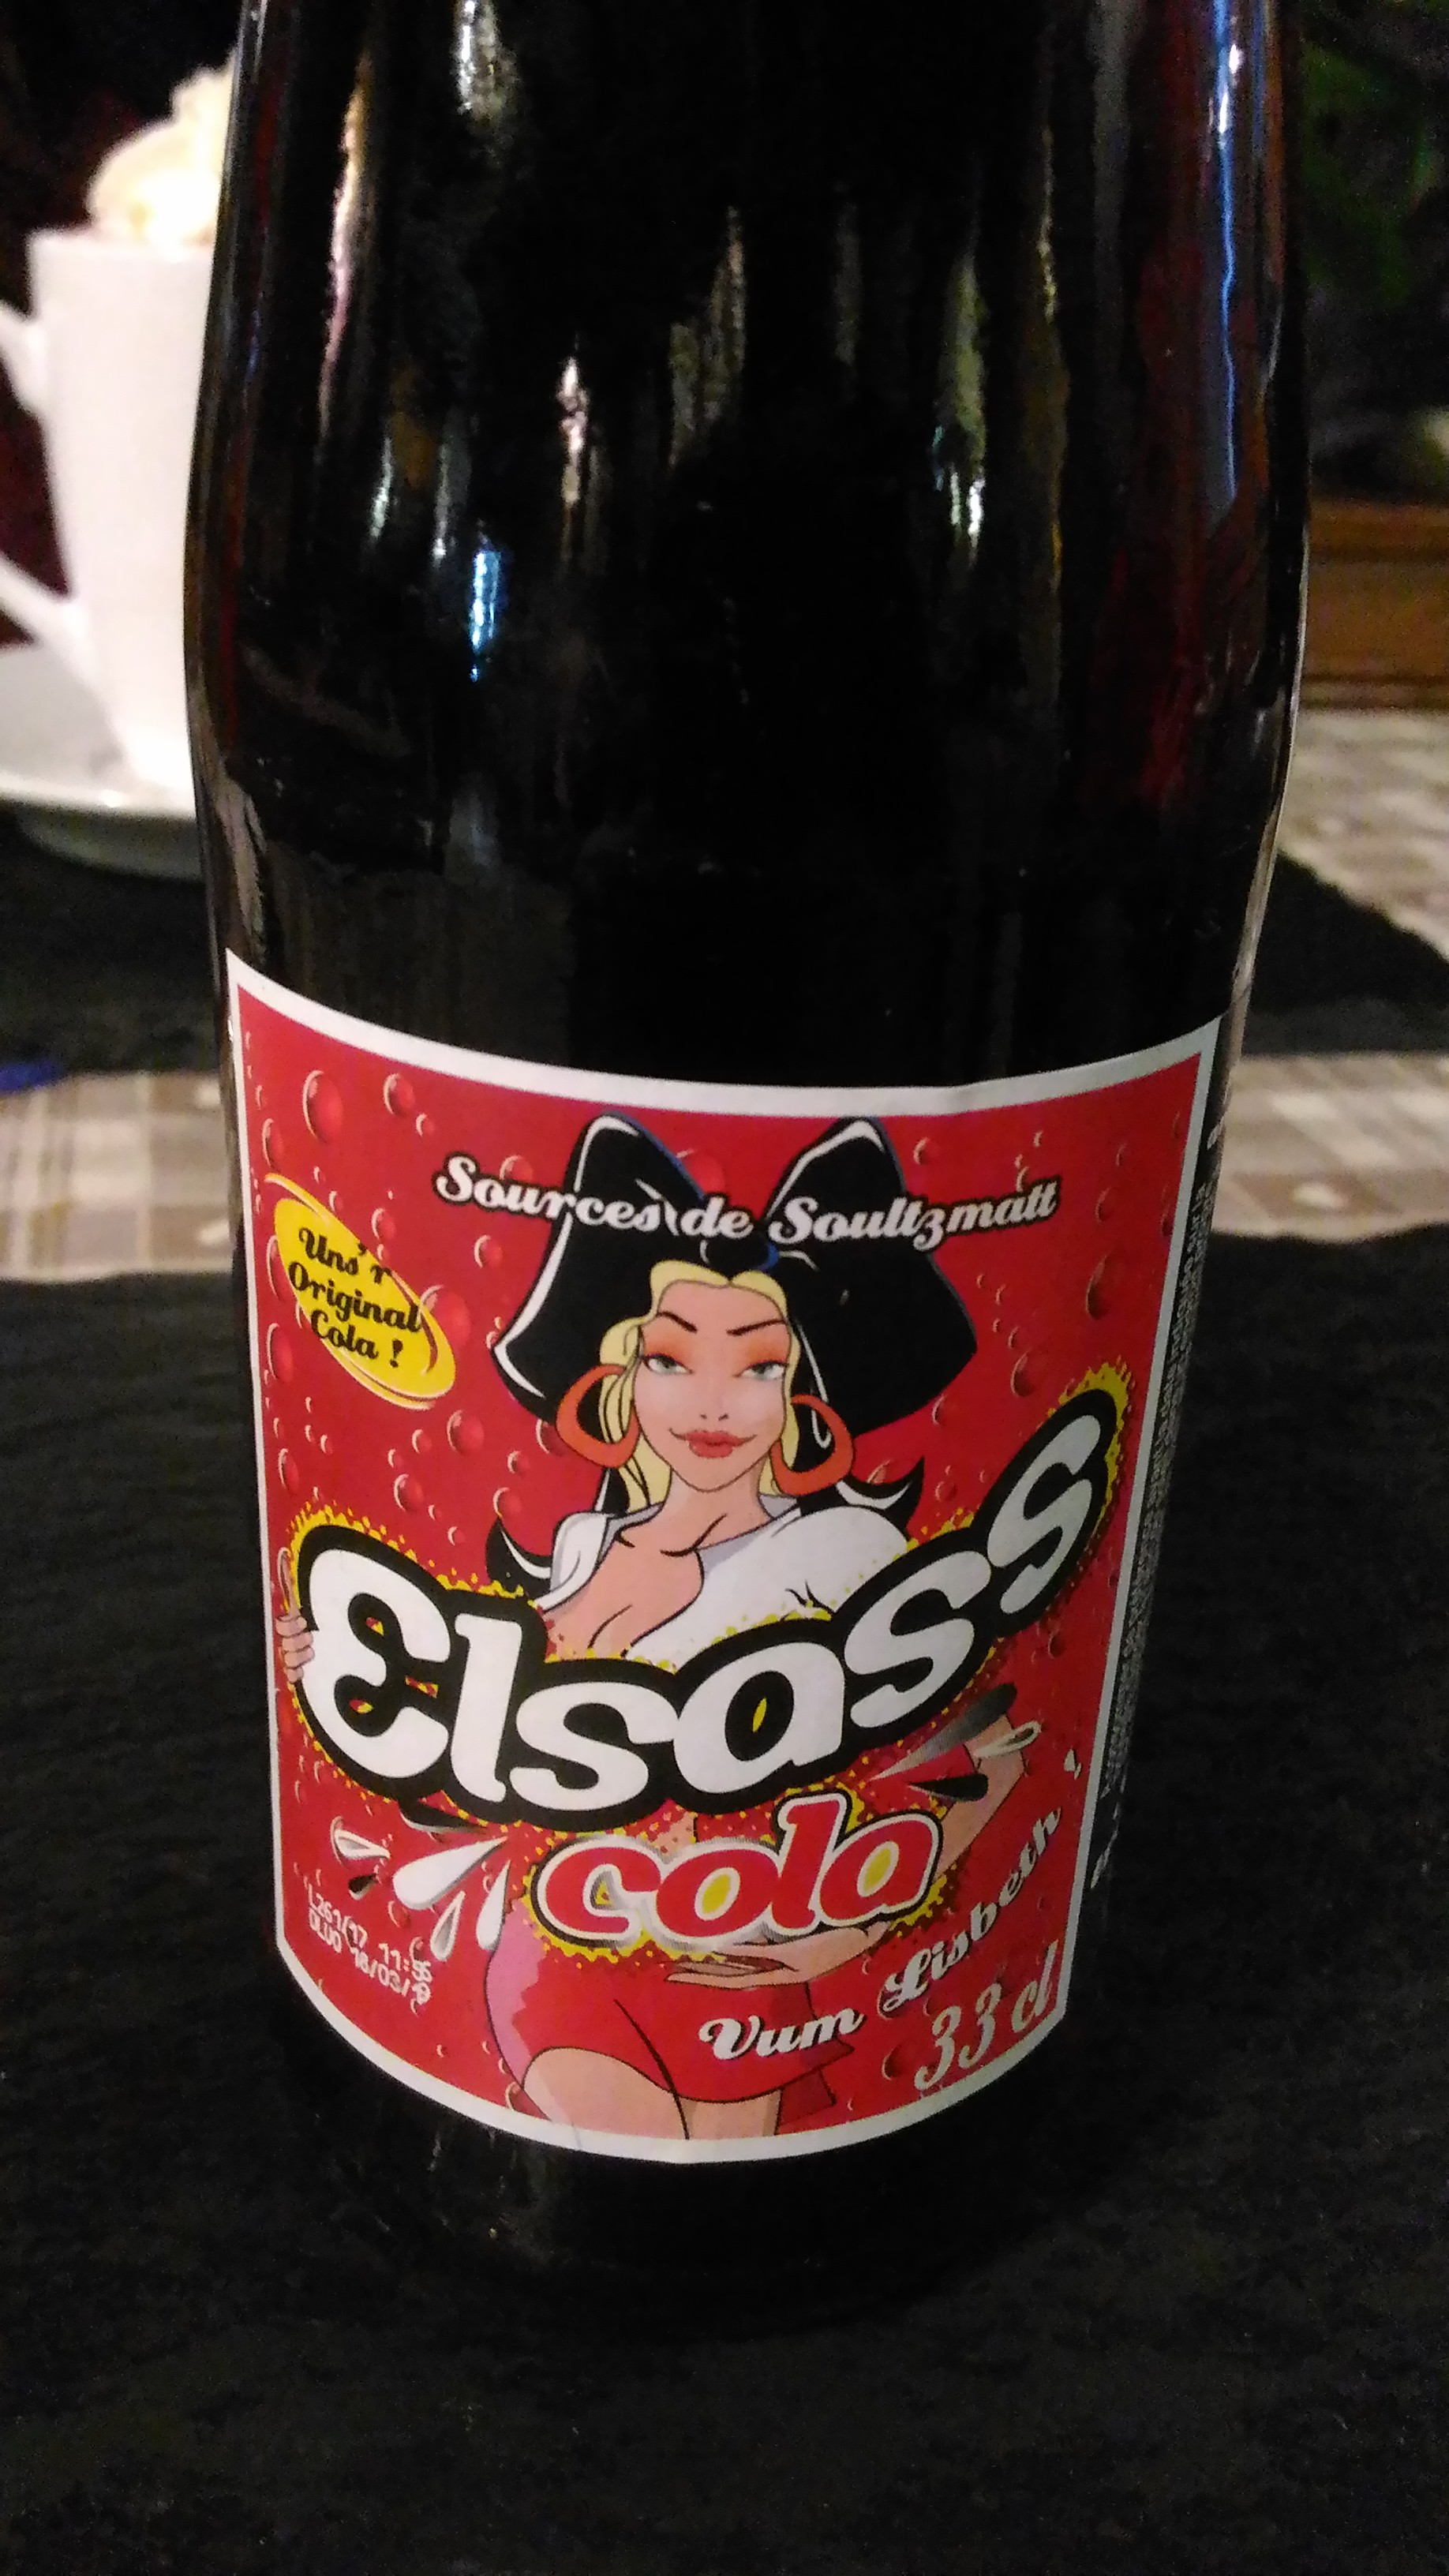 Sources de Soultzmatt
Uns'r
Original
Cola !
Elsass
cola
Vum Lisbeth
33 cl
L261/17 11:56
DLUO 18/03/